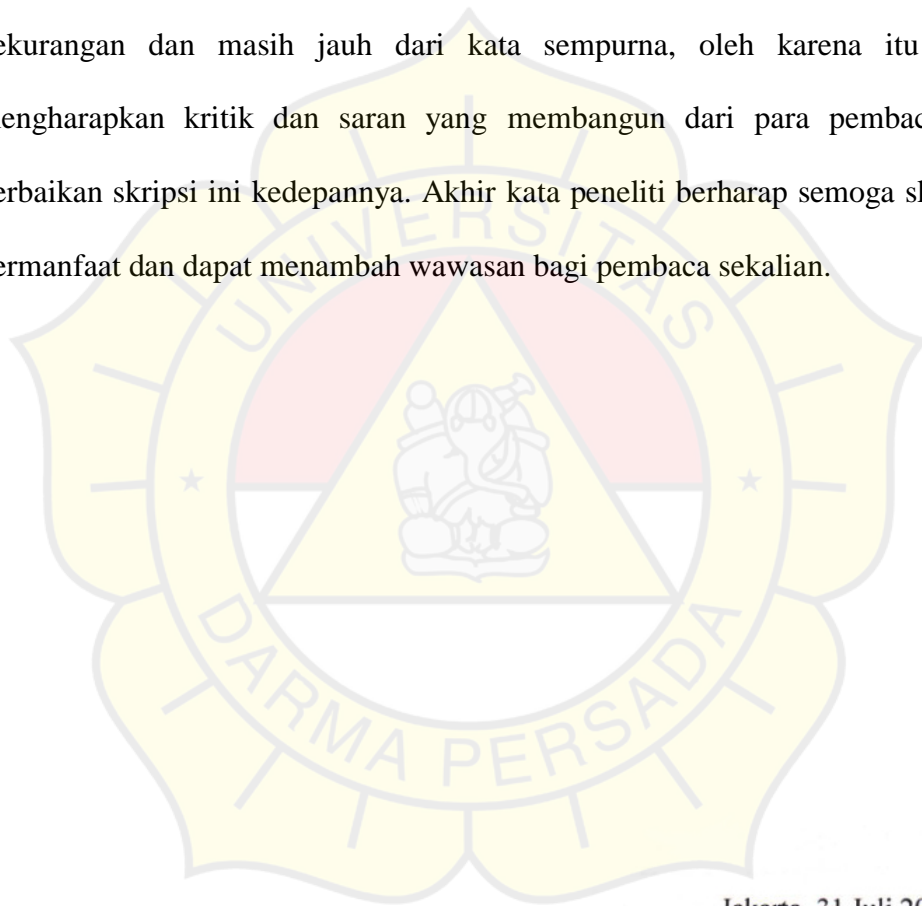 ekurangan dan masih jauh dari kata sempurna, oleh karena itu
engharapkan kritik dan saran yang membangun dari para pembac
erbaikan skripsi ini kedepannya. Akhir kata peneliti berharap semoga s
ermanfaat dan dapat menambah wawasan bagi pembaca sekalian.
UNIVERSITAS
DARMA PERSADA
Jakarta, 31 Juli 20